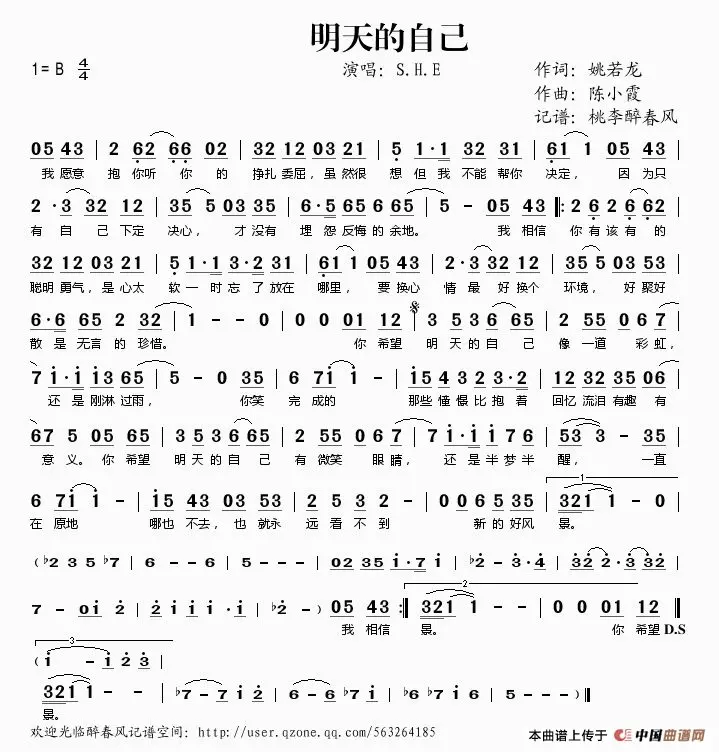 明天的自己
1= B 4/4
演唱: S.H.E
作词: 姚若龙
作曲: 陈小霞
记谱: 桃李醉春风
05 43 | 2 62 66 02 | 32 12 03 21 | 5 1·1 32 31 | 61 1 05 43 |
我愿意 抱你听 你 的 挣扎委屈, 虽然很 想 但 我 不能帮你 决定, 因 为只
2·3 32 12 | 35 5 03 35 | 6·5 65 65 | 5 - 05 43 ‖: 2 6 2 6 62 |
有 自己 下定 决心, 才没有 埋 怨 反悔的 余地. 我相信 你 有 该 有 的
32 12 03 23 | 5 1·1 3·2 31 | 61 1 05 43 | 2·3 32 12 | 35 5 03 53 |
聪明勇气, 是心太 软 一 时 忘 了 放在 哪里, 要 换心 情 最 好 换个 环境, 好 聚好
6·6 65 2 32 | 1 - - 0 | 0 0 01 12 | 3 5 3 6 65 | 2 55 06 7 |
散 是 无言 的 珍惜. 你 希望 明 天 的 自 己 像 一道 彩 虹,
7 1·1 13 65 | 5 - 0 35 | 6 71 1 - | 15 43 53 21 | 12 32 35 06 |
还 是 刚淋 过雨, 你笑 完 成的 那些 憧憬 比 抱 着 回忆 流泪 有趣 有
67 5 05 65 | 3 5 3 6 65 | 2 55 06 7 | 7 1·1 1 76 | 53 3 - 35 |
意 义. 你 希望 明 天 的 自 己 有 微笑 眼 睛, 还 是 半 梦 半 醒, 一直
6 71 1 - | 15 43 03 53 | 2 5 3 2 | - 0 0 6 5 35 | 321 1 - 0 |
在 原地 哪也 不去, 也 就永 远 看 不 到 新 的 好风 景.
1
(♭2 3 5 ♭7 | 6 - - 6 | 5 - - - | 02 35 1·7 1 | ♭2 - 3·4 | 32 2·3 32 |
7 - 01 2 | 2 1 1 1 1 2 1 | ♭2 - ) 05 43 :‖ 321 1 - - | 0 0 01 12 ‖
2
我 相信 景. 你 希望 D.S
3
( 1 - 1 2 3 |
321 1 - - | ♭7 ♭7 1 2 | 6 - ♭6 - | 5 - - - | 5 - - - ) ‖
景.
欢迎光临醉春风记谱空间: http://user.qzone.qq.com/563264185
本曲谱上传于 中国曲谱网